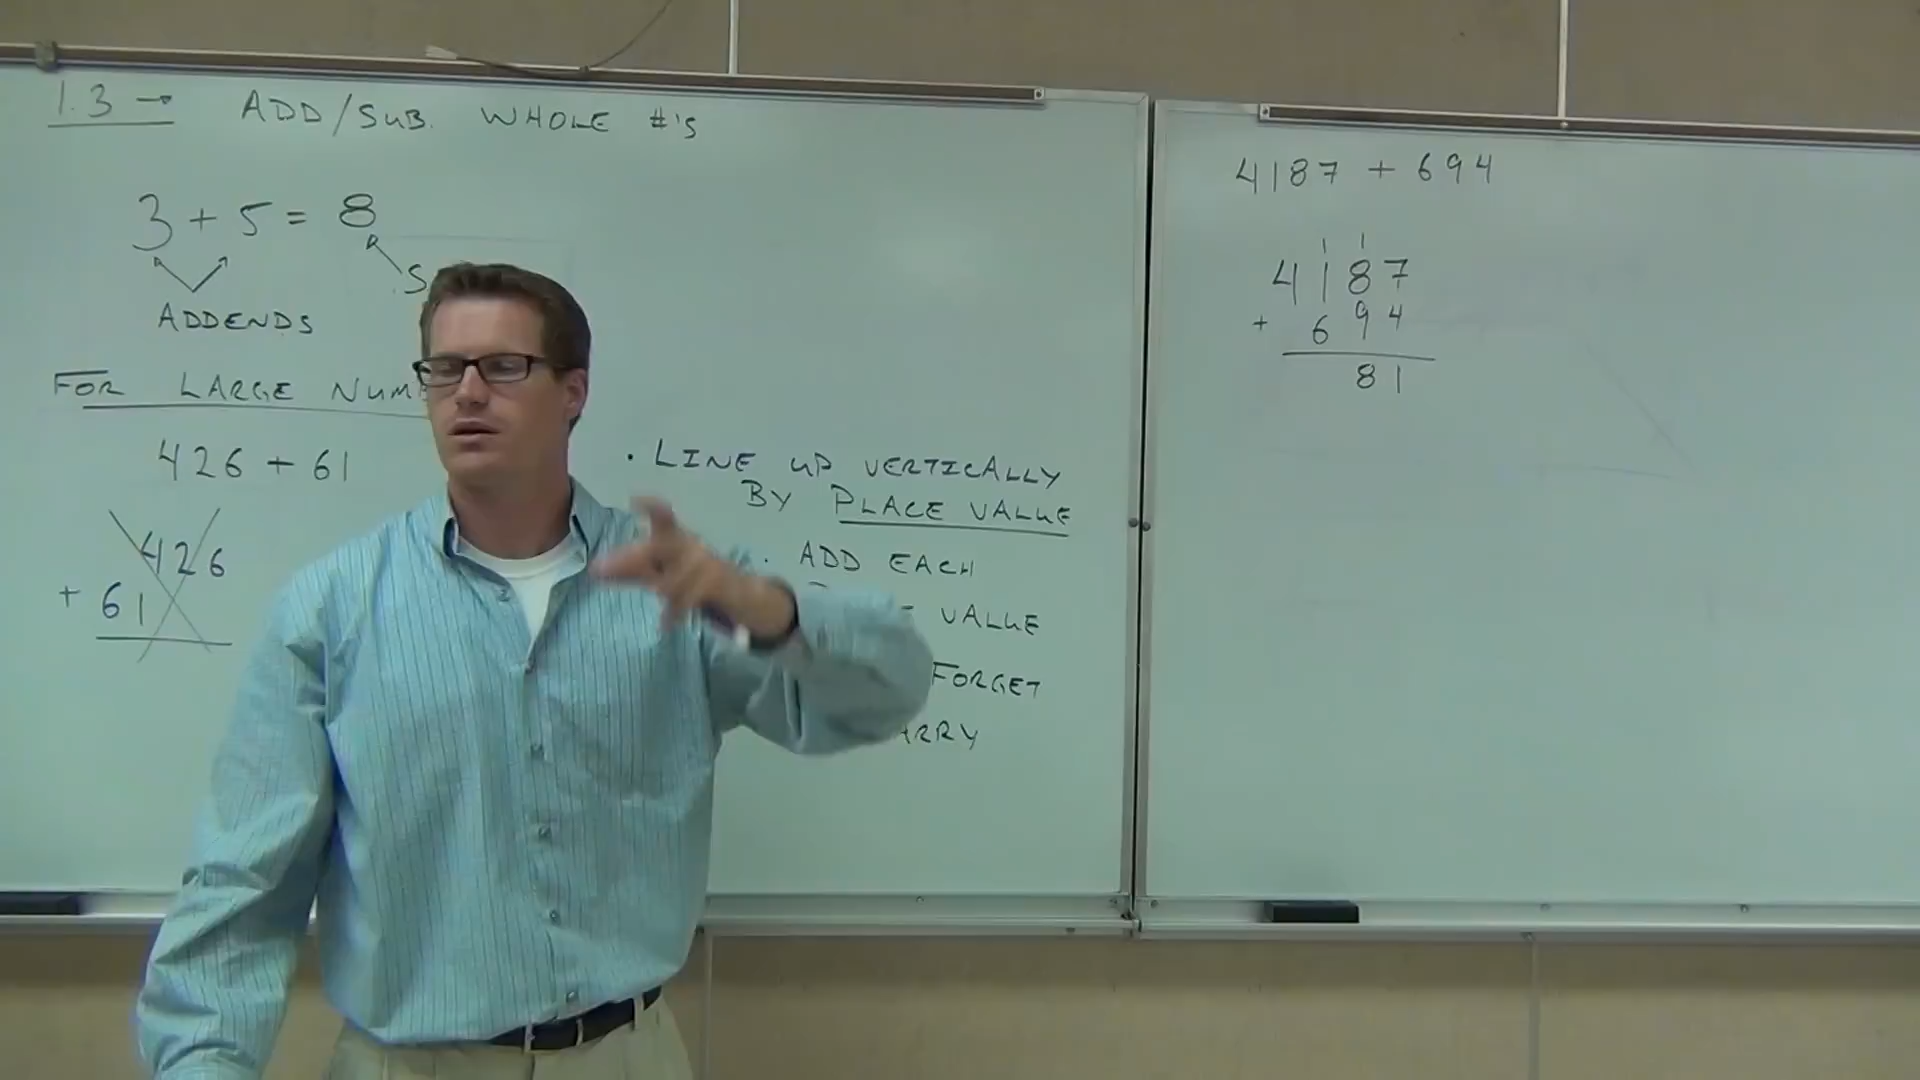 1.3 → ADD/SUB. WHOLE #'S
3 + 5 = 8
ADDENDS
FOR LARGE
426 + 61
426
+ 61
• LINE UP VERTICALLY
BY PLACE VALUE
• ADD EACH
VALUE
FORGET
4187 + 694
1 1
4187
+ 694
81